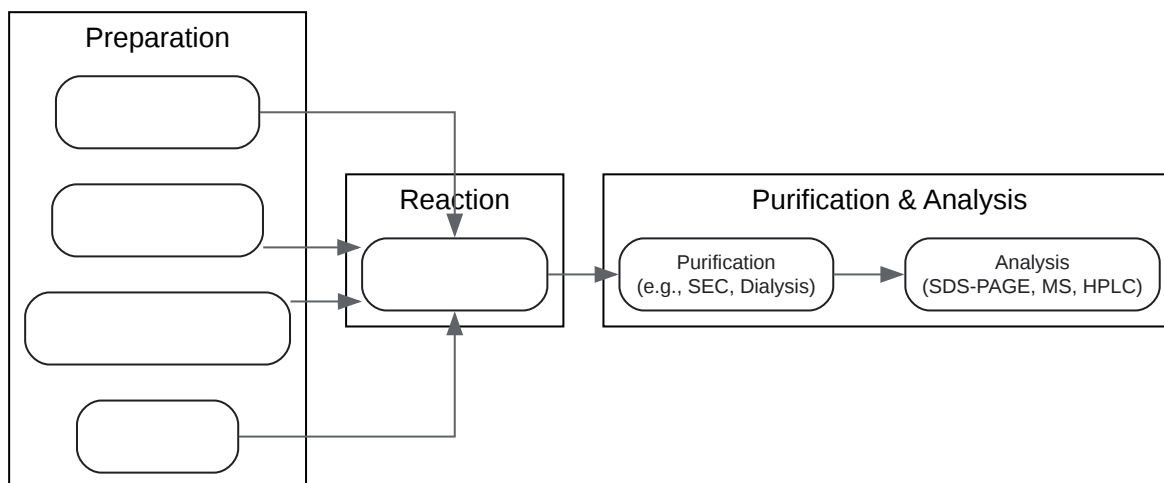 Preparation
Reaction
Purification & Analysis
Purification
(e.g., SEC, Dialysis)
Analysis
(SDS-PAGE, MS, HPLC)